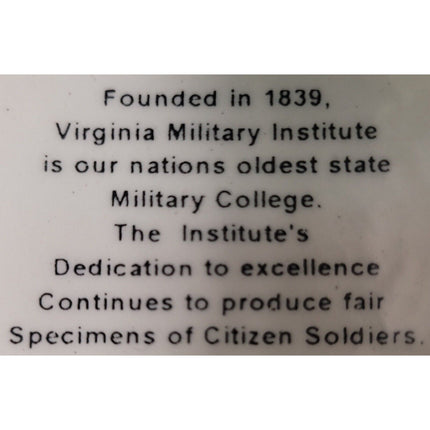 Founded in 1839,
Virginia Military Institute
is our nations oldest state
Military College.
The Institute's
Dedication to excellence
Continues to produce fair
Specimens of Citizen Soldiers.